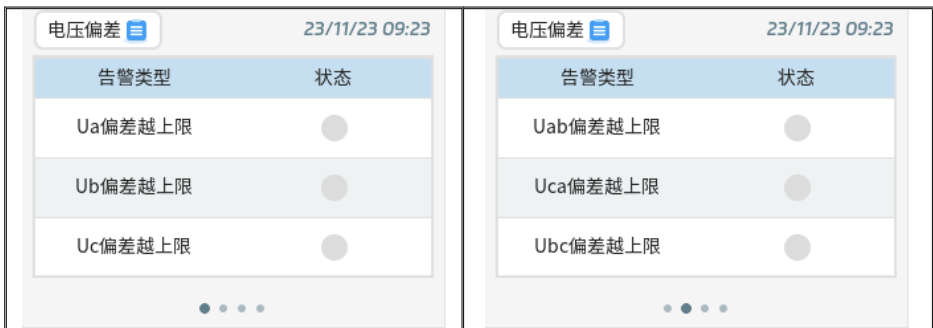 电压偏差 23/11/23 09:23
告警类型 状态
Ua偏差越上限
Ub偏差越上限
Uc偏差越上限
电压偏差 23/11/23 09:23
告警类型 状态
Uab偏差越上限
Uca偏差越上限
Ubc偏差越上限